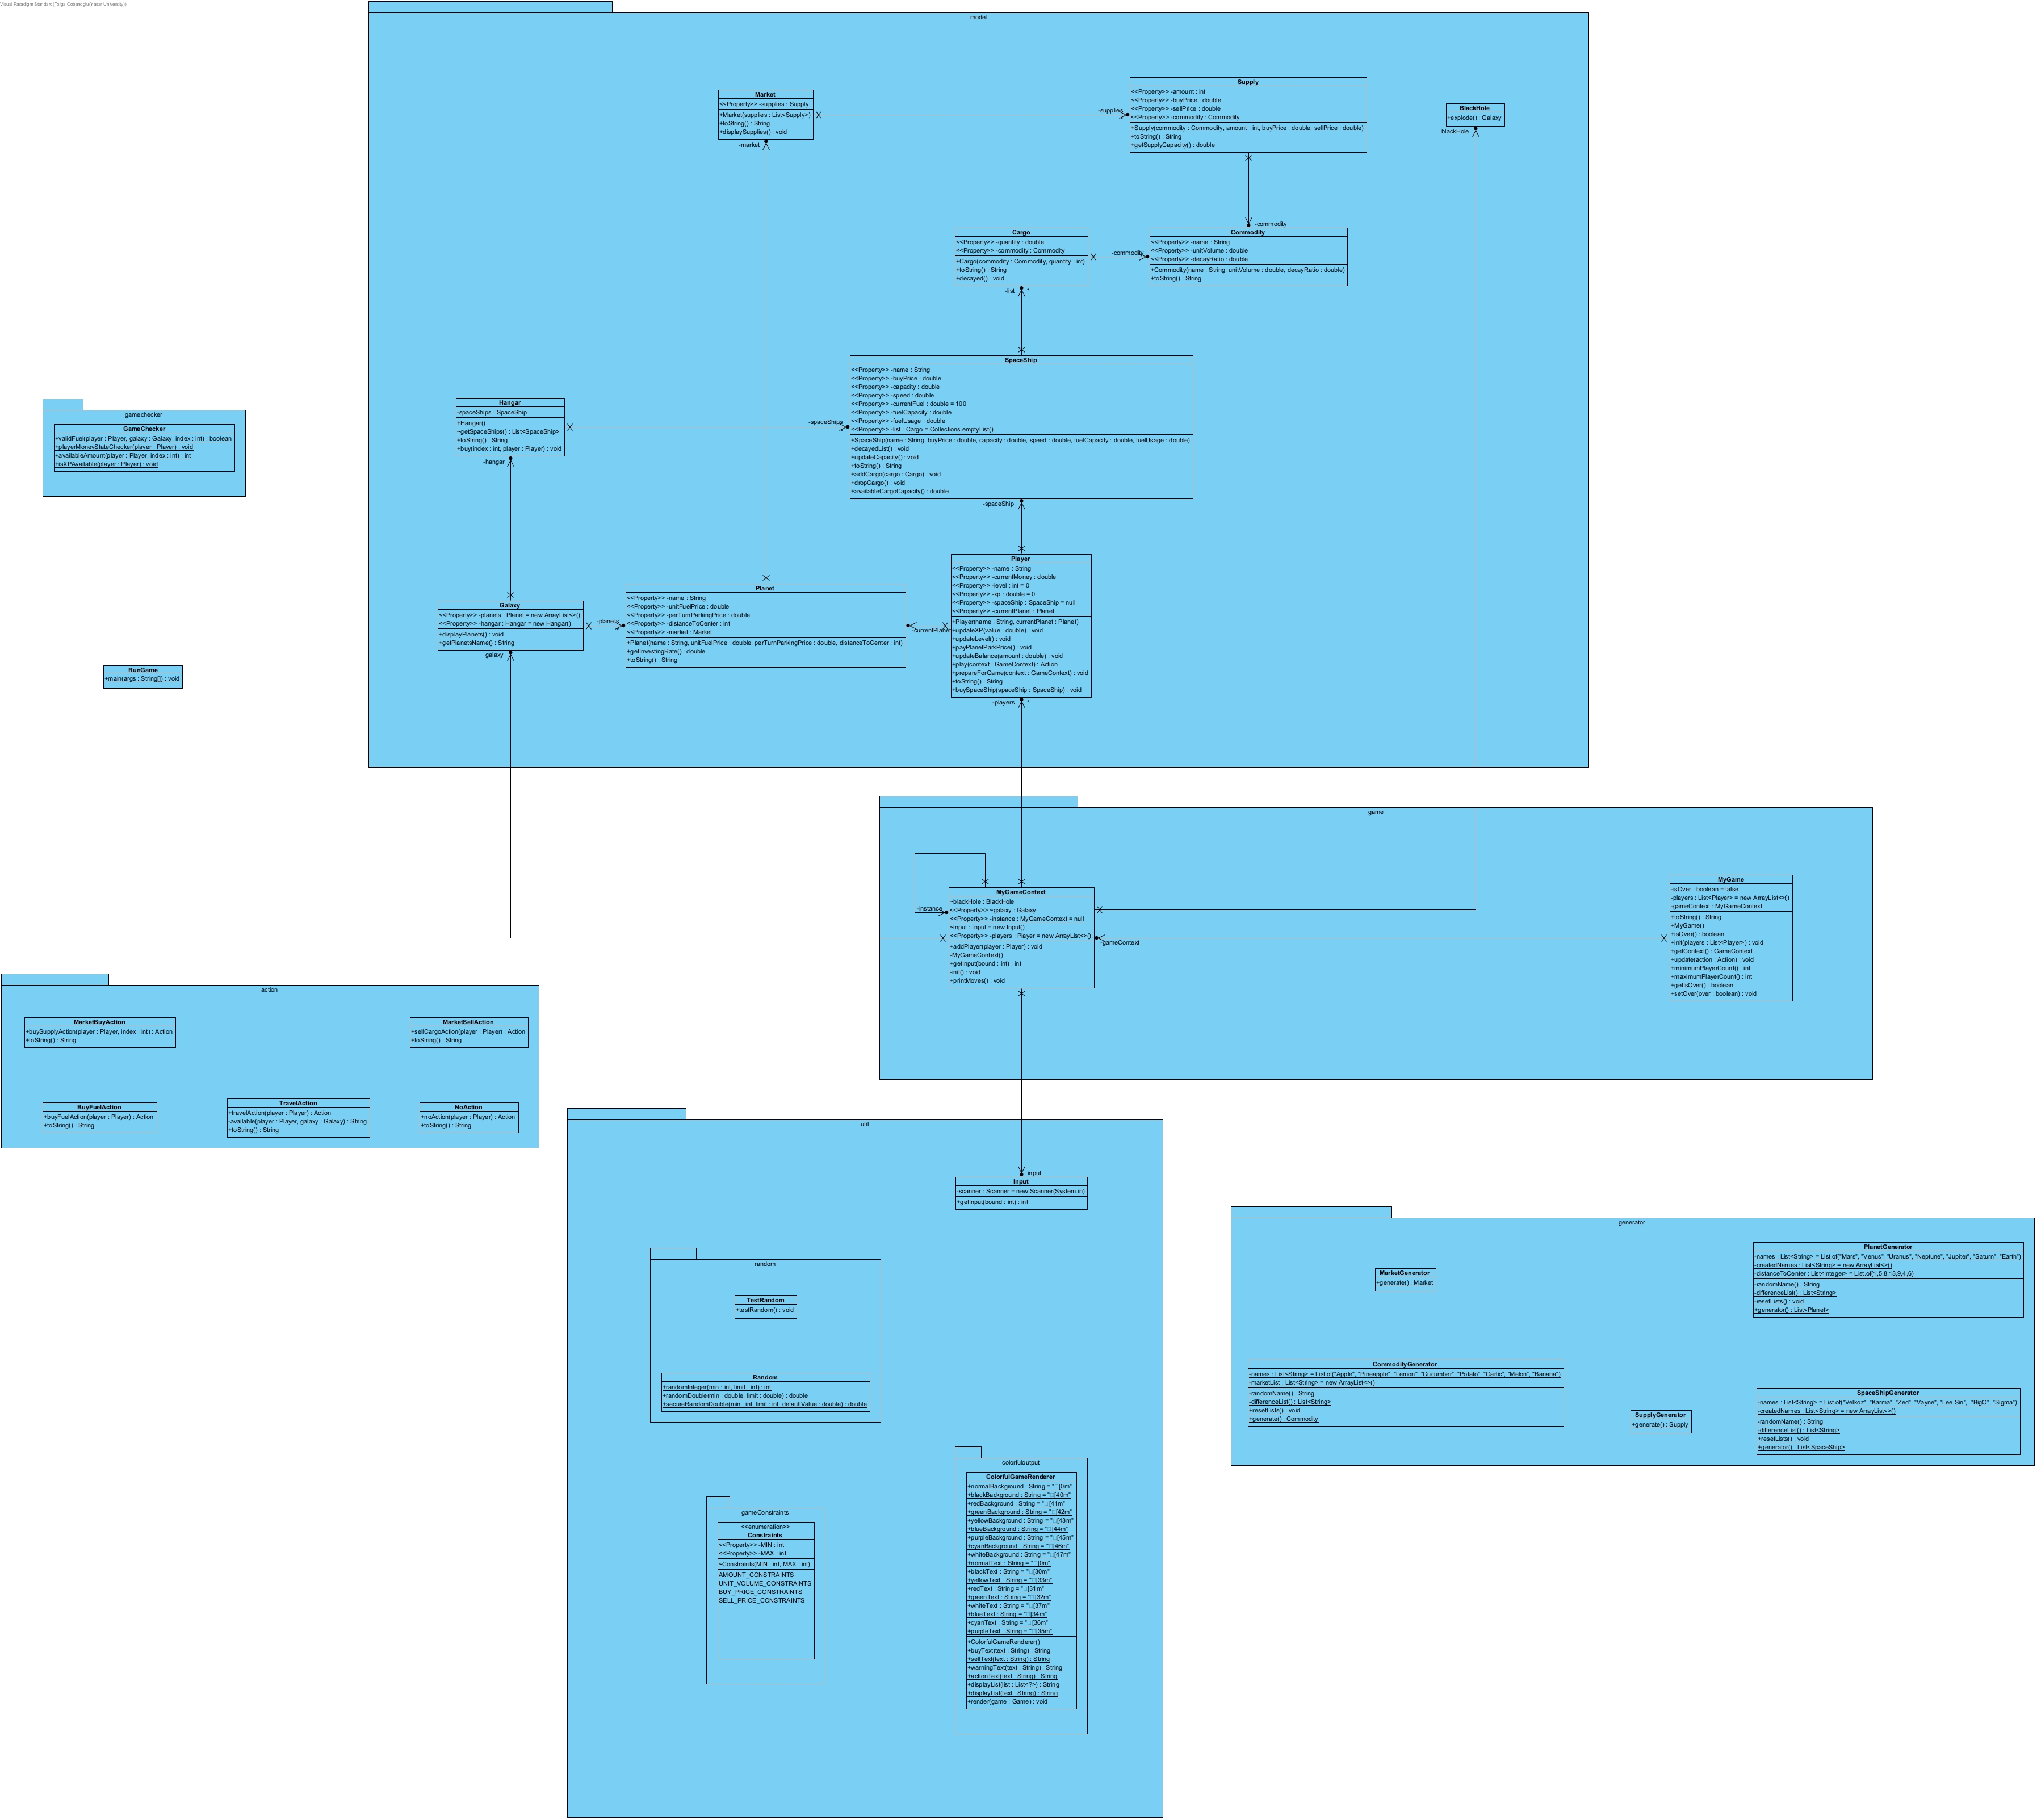 Visual Paradigm Standard(Tolga Cokanoglu(Yasar University))
model
Market
<<Property>> -supplies : Supply
+Market(supplies : List<Supply>)
+toString() : String
+displaySupplies() : void
-supplies
-market
Supply
<<Property>> -amount : int
<<Property>> -buyPrice : double
<<Property>> -sellPrice : double
<<Property>> -commodity : Commodity
+Supply(commodity : Commodity, amount : int, buyPrice : double, sellPrice : double)
+toString() : String
+getSupplyCapacity() : double
BlackHole
+explode() : Galaxy
blackHole
-commodity
Cargo
<<Property>> -quantity : double
<<Property>> -commodity : Commodity
+Cargo(commodity : Commodity, quantity : int)
+toString() : String
+decayed() : void
-commodity
-list
*
Commodity
<<Property>> -name : String
<<Property>> -unitVolume : double
<<Property>> -decayRatio : double
+Commodity(name : String, unitVolume : double, decayRatio : double)
+toString() : String
SpaceShip
<<Property>> -name : String
<<Property>> -buyPrice : double
<<Property>> -capacity : double
<<Property>> -speed : double
<<Property>> -currentFuel : double = 100
<<Property>> -fuelCapacity : double
<<Property>> -fuelUsage : double
<<Property>> -list : Cargo = Collections.emptyList()
+SpaceShip(name : String, buyPrice : double, capacity : double, speed : double, fuelCapacity : double, fuelUsage : double)
+decayedList() : void
+updateCapacity() : void
+toString() : String
+addCargo(cargo : Cargo) : void
+dropCargo() : void
+availableCargoCapacity() : double
-spaceShip
Hangar
-spaceShips : SpaceShip
+Hangar()
~getSpaceShips() : List<SpaceShip>
+toString() : String
+buy(index : int, player : Player) : void
-spaceShips
-hangar
gamechecker
GameChecker
+validFuel(player : Player, galaxy : Galaxy, index : int) : boolean
+playerMoneyStateChecker(player : Player) : void
+availableAmount(player : Player, index : int) : int
+isXPAvailable(player : Player) : void
Player
<<Property>> -name : String
<<Property>> -currentMoney : double
<<Property>> -level : int = 0
<<Property>> -xp : double = 0
<<Property>> -spaceShip : SpaceShip = null
<<Property>> -currentPlanet : Planet
+Player(name : String, currentPlanet : Planet)
+updateXP(value : double) : void
+updateLevel() : void
+payPlanetParkPrice() : void
+updateBalance(amount : double) : void
+play(context : GameContext) : Action
+prepareForGame(context : GameContext) : void
+toString() : String
+buySpaceShip(spaceShip : SpaceShip) : void
-players
*
Planet
<<Property>> -name : String
<<Property>> -unitFuelPrice : double
<<Property>> -perTurnParkingPrice : double
<<Property>> -distanceToCenter : int
<<Property>> -market : Market
+Planet(name : String, unitFuelPrice : double, perTurnParkingPrice : double, distanceToCenter : int)
+getInvestingRate() : double
+toString() : String
-currentPlanet
Galaxy
<<Property>> -planets : Planet = new ArrayList<>()
<<Property>> -hangar : Hangar = new Hangar()
+displayPlanets() : void
+getPlanetsName() : String
-planets
galaxy
RunGame
+main(args : String[]) : void
game
MyGameContext
~blackHole : BlackHole
<<Property>> ~galaxy : Galaxy
<<Property>> -instance : MyGameContext = null
~input : Input = new Input()
<<Property>> -players : Player = new ArrayList<>()
+addPlayer(player : Player) : void
-MyGameContext()
+getInput(bound : int) : int
-init() : void
+printMoves() : void
-instance
-gameContext
MyGame
-isOver : boolean = false
-players : List<Player> = new ArrayList<>()
-gameContext : MyGameContext
+toString() : String
+MyGame()
+isOver() : boolean
+init(players : List<Player>) : void
+getContext() : GameContext
+update(action : Action) : void
+minimumPlayerCount() : int
+maximumPlayerCount() : int
+getIsOver() : boolean
+setOver(over : boolean) : void
action
MarketBuyAction
+buySupplyAction(player : Player, index : int) : Action
+toString() : String
MarketSellAction
+sellCargoAction(player : Player) : Action
+toString() : String
BuyFuelAction
+buyFuelAction(player : Player) : Action
+toString() : String
TravelAction
+travelAction(player : Player) : Action
-available(player : Player, galaxy : Galaxy) : String
+toString() : String
NoAction
+noAction(player : Player) : Action
+toString() : String
util
input
Input
-scanner : Scanner = new Scanner(System.in)
+getInput(bound : int) : int
random
TestRandom
+testRandom() : void
Random
+randomInteger(min : int, limit : int) : int
+randomDouble(min : double, limit : double) : double
+secureRandomDouble(min : int, limit : int, defaultValue : double) : double
gameConstraints
<<enumeration>>
Constraints
<<Property>> -MIN : int
<<Property>> -MAX : int
~Constraints(MIN : int, MAX : int)
AMOUNT_CONSTRAINTS
UNIT_VOLUME_CONSTRAINTS
BUY_PRICE_CONSTRAINTS
SELL_PRICE_CONSTRAINTS
colorfuloutput
ColorfulGameRenderer
+normalBackground : String = "□[0m"
+blackBackground : String = "□[40m"
+redBackground : String = "□[41m"
+greenBackground : String = "□[42m"
+yellowBackground : String = "□[43m"
+blueBackground : String = "□[44m"
+purpleBackground : String = "□[45m"
+cyanBackground : String = "□[46m"
+whiteBackground : String = "□[47m"
+normalText : String = "□[0m"
+blackText : String = "□[30m"
+yellowText : String = "□[33m"
+redText : String = "□[31m"
+greenText : String = "□[32m"
+whiteText : String = "□[37m"
+blueText : String = "□[34m"
+cyanText : String = "□[36m"
+purpleText : String = "□[35m"
+ColorfulGameRenderer()
+buyText(text : String) : String
+sellText(text : String) : String
+warningText(text : String) : String
+actionText(text : String) : String
+displayList(list : List<?>) : String
+displayList(text : String) : String
+render(game : Game) : void
generator
MarketGenerator
+generate() : Market
PlanetGenerator
-names : List<String> = List.of("Mars", "Venus", "Uranus", "Neptune", "Jupiter", "Saturn", "Earth")
-createdNames : List<String> = new ArrayList<>()
-distanceToCenter : List<Integer> = List.of(1,5,8,13,9,4,6)
-randomName() : String
-differenceList() : List<String>
-resetLists() : void
+generator() : List<Planet>
CommodityGenerator
-names : List<String> = List.of("Apple", "Pineapple", "Lemon", "Cucumber", "Potato", "Garlic", "Melon", "Banana")
-marketList : List<String> = new ArrayList<>()
-randomName() : String
-differenceList() : List<String>
+resetLists() : void
+generate() : Commodity
SupplyGenerator
+generate() : Supply
SpaceShipGenerator
-names : List<String> = List.of("Velkoz", "Karma", "Zed", "Vayne", "Lee Sin", "BigO", "Sigma")
-createdNames : List<String> = new ArrayList<>()
-randomName() : String
-differenceList() : List<String>
+resetLists() : void
+generator() : List<SpaceShip>